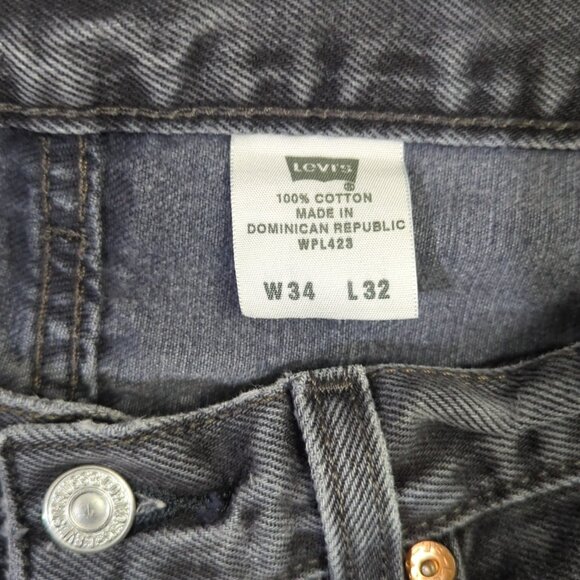 LEVI'S
®
100% COTTON
MADE IN
DOMINICAN REPUBLIC
WPL423
W34 L32